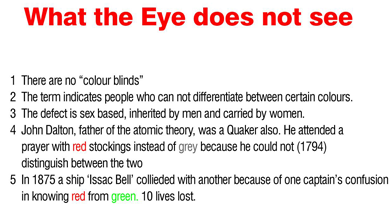 What the Eye does not see
1 There are no “colour blinds”
2 The term indicates people who can not differentiate between certain colours.
3 The defect is sex based, inherited by men and carried by women.
4 John Dalton, father of the atomic theory, was a Quaker also. He attended a
prayer with red stockings instead of grey because he could not (1794)
distinguish between the two
5 In 1875 a ship ‘Issac Bell’ collieded with another because of one captain’s confusion
in knowing red from green. 10 lives lost.